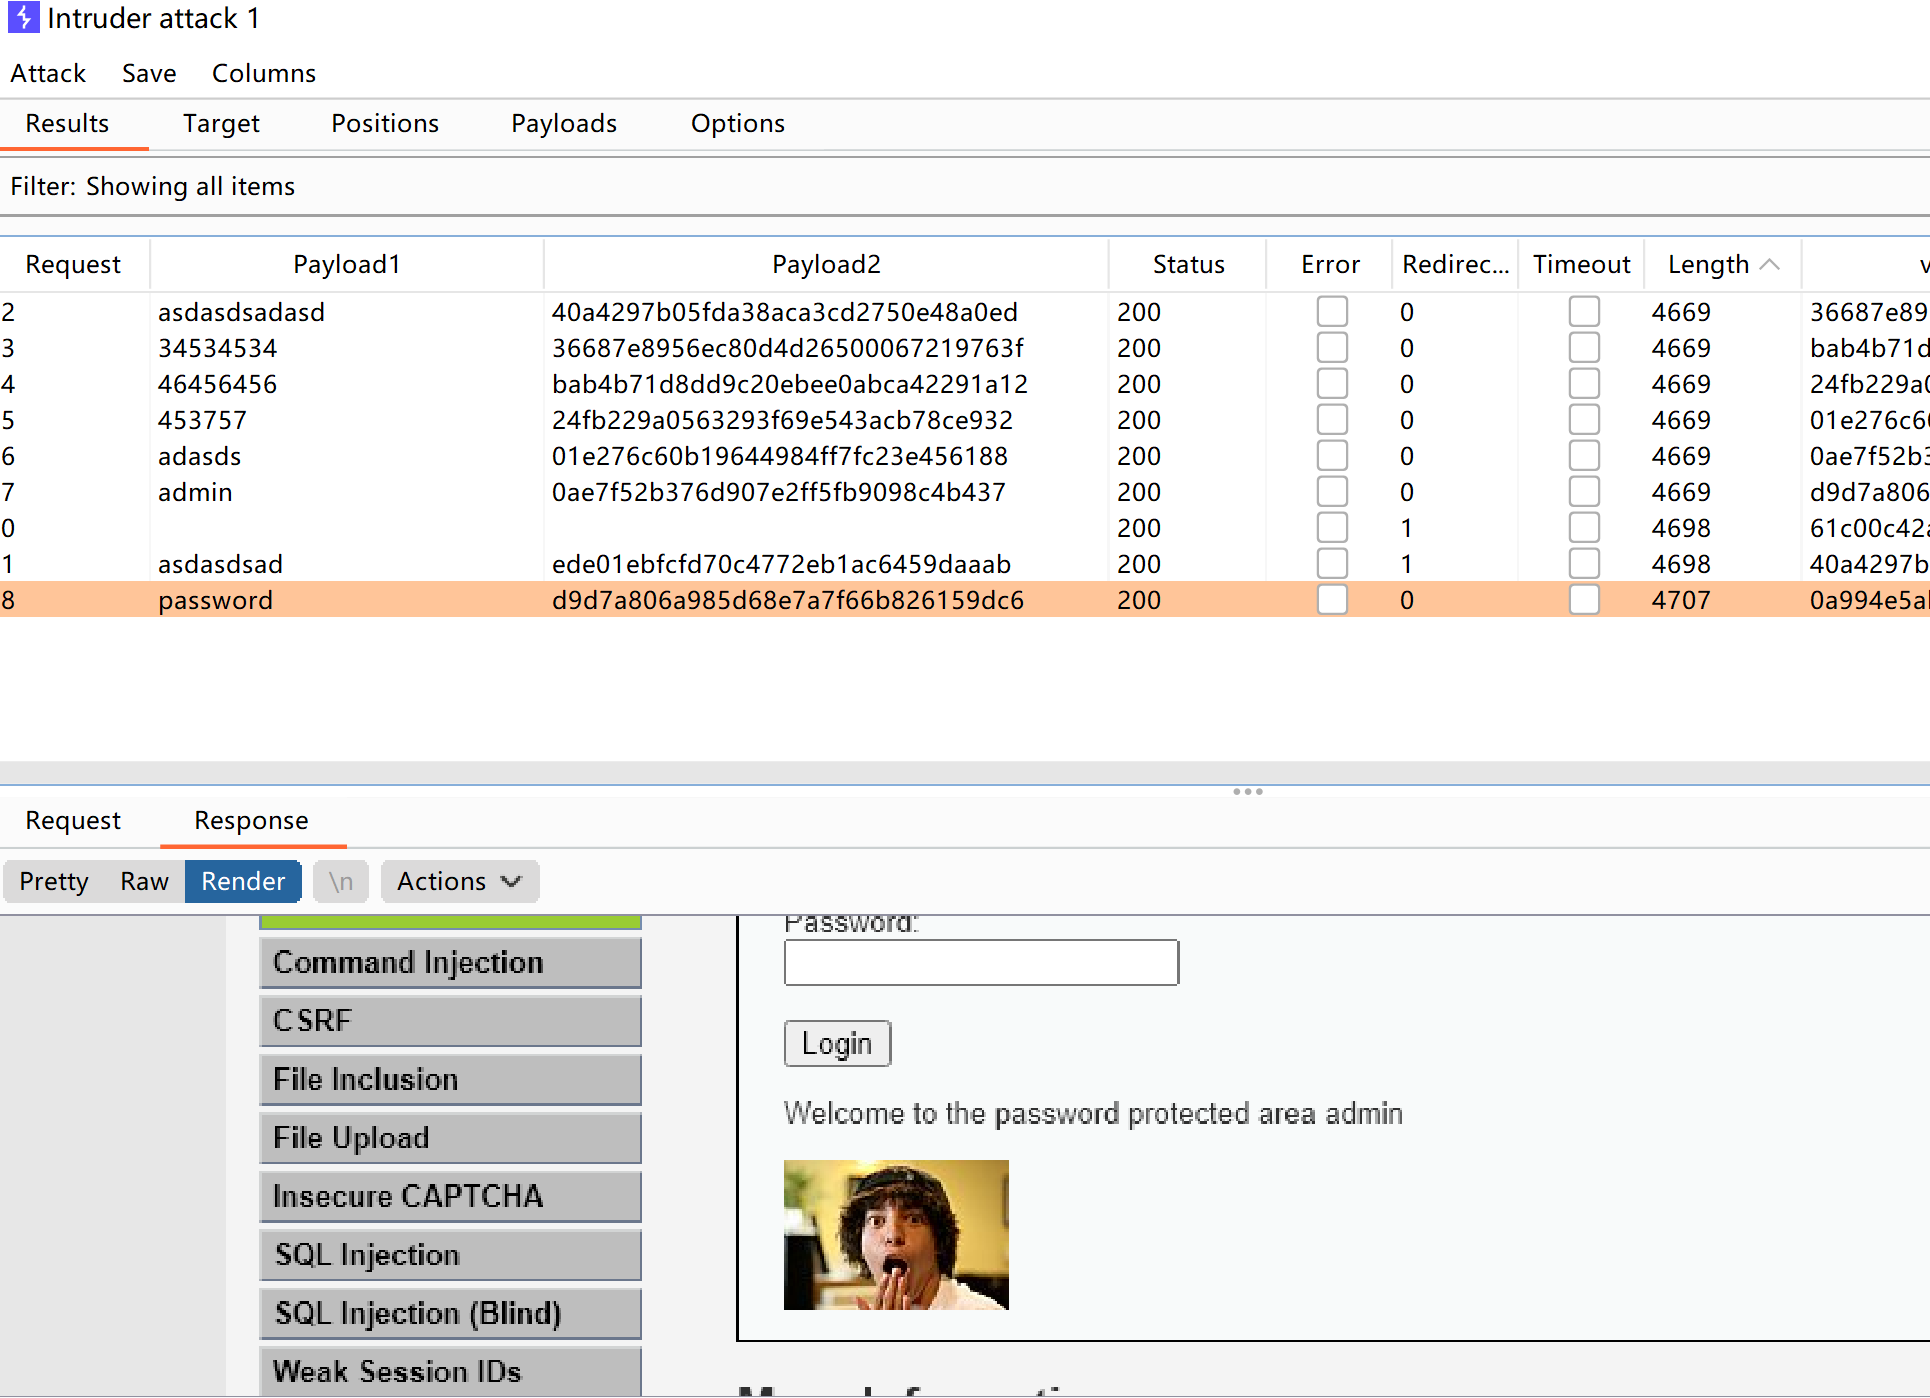 Intruder attack 1
Attack Save Columns
Results Target Positions Payloads Options
Filter: Showing all items
Request Payload1 Payload2 Status Error Redirec... Timeout Length
2 asdasdsadasd 40a4297b05fda38aca3cd2750e48a0ed 200 0 4669 36687e89
3 34534534 36687e8956ec80d4d26500067219763f 200 0 4669 bab4b71d
4 46456456 bab4b71d8dd9c20ebee0abca42291a12 200 0 4669 24fb229a0
5 453757 24fb229a0563293f69e543acb78ce932 200 0 4669 01e276c60
6 adasds 01e276c60b19644984ff7fc23e456188 200 0 4669 0ae7f52b3
7 admin 0ae7f52b376d907e2ff5fb9098c4b437 200 0 4669 d9d7a806
0 200 1 4698 61c00c42a
1 asdasdsad ede01ebfcfd70c4772eb1ac6459daaab 200 1 4698 40a4297b
8 password d9d7a806a985d68e7a7f66b826159dc6 200 0 4707 0a994e5a
Request Response
Pretty Raw Render \n Actions
Password:
Command Injection
CSRF
Login
File Inclusion
Welcome to the password protected area admin
File Upload
Insecure CAPTCHA
SQL Injection
SQL Injection (Blind)
Weak Session IDs